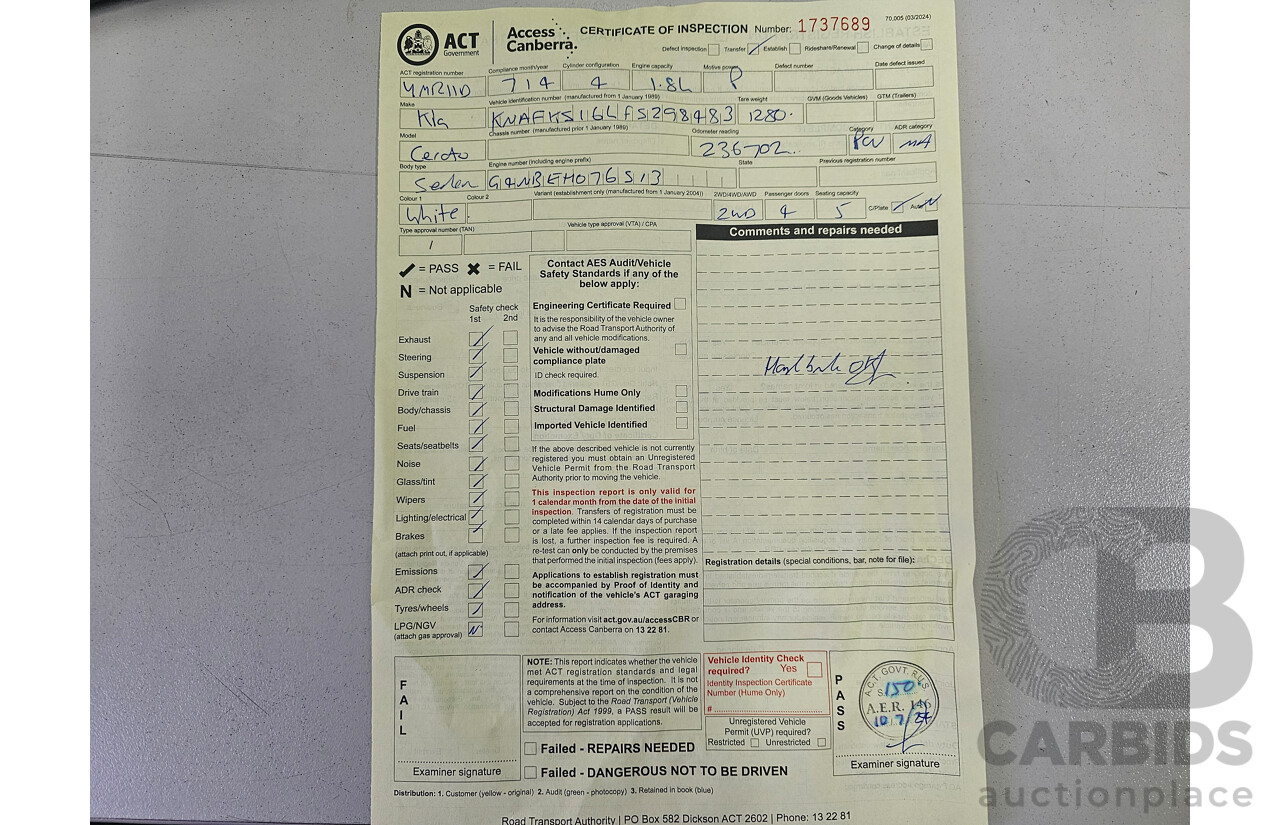 ACT Government
Access Canberra.
CERTIFICATE OF INSPECTION Number: 1737689
70.005 (03/2024)
Defect inspection Transfer Establish Rideshare/Renewal Change of details
ACT registration number Compliance month/year Cylinder configuration Engine capacity Motive power Defect number Date defect issued
YMR11D 714 4 1.8L P
Make Vehicle identification number (manufactured from 1 January 1989) Tare weight GVM (Goods Vehicles) GTM (Trailers)
Kia KNAFK516LF5298483 1280.
Model Chassis number (manufactured prior 1 January 1989) Odometer reading Category ADR category
Cerato 236702 MA
Body type Engine number (including engine prefix) State Previous registration number
Sedan G4NBEH076513
Colour 1 Colour 2 Variant (establishment only (manufactured from 1 January 2004)) 2WD/4WD/AWD Passenger doors Seating capacity
White 2WD 4 5 C/Plate
Type approval number (TAN) Vehicle type approval (VTA) / CPA
/
Comments and repairs needed
= PASS = FAIL
N = Not applicable
Safety check
1st 2nd
Exhaust
Steering
Suspension
Drive train
Body/chassis
Fuel
Seats/seatbelts
Noise
Glass/tint
Wipers
Lighting/electrical
Brakes
(attach print out, if applicable)
Emissions
ADR check
Tyres/wheels
LPG/NGV N
(attach gas approval)
Contact AES Audit/Vehicle
Safety Standards if any of the
below apply:
Engineering Certificate Required
It is the responsibility of the vehicle owner
to advise the Road Transport Authority of
any and all vehicle modifications.
Vehicle without/damaged
compliance plate
ID check required.
Modifications Hume Only
Structural Damage Identified
Imported Vehicle Identified
If the above described vehicle is not currently
registered you must obtain an Unregistered
Vehicle Permit from the Road Transport
Authority prior to moving the vehicle.
This inspection report is only valid for
1 calendar month from the date of the initial
inspection. Transfers of registration must be
completed within 14 calendar days of purchase
or a late fee applies. If the inspection report
is lost, a further inspection fee is required. A
re-test can only be conducted by the premises
that performed the initial inspection (fees apply).
Applications to establish registration must
be accompanied by Proof of Identity and
notification of the vehicle's ACT garaging
address.
For information visit act.gov.au/accessCBR or
contact Access Canberra on 13 22 81.
Registration details (special conditions, bar, note for file):
FAIL
Examiner signature
NOTE: This report indicates whether the vehicle
met ACT registration standards and legal
requirements at the time of inspection. It is not
a comprehensive report on the condition of the
vehicle. Subject to the Road Transport (Vehicle
Registration) Act 1999, a PASS result will be
accepted for registration applications.
Failed - REPAIRS NEEDED
Failed - DANGEROUS NOT TO BE DRIVEN
Vehicle Identity Check
required? Yes
Identity Inspection Certificate
Number (Hume Only)
#
Unregistered Vehicle
Permit (UVP) required?
Restricted Unrestricted
PASS
A.C.T. GOVT.
150
A.E.R. 146
10 7/24
Examiner signature
Distribution: 1. Customer (yellow - original) 2. Audit (green - photocopy) 3. Retained in book (blue)
Road Transport Authority | PO Box 582 Dickson ACT 2602 | Phone: 13 22 81
CB
CARBIDS
auctionplace